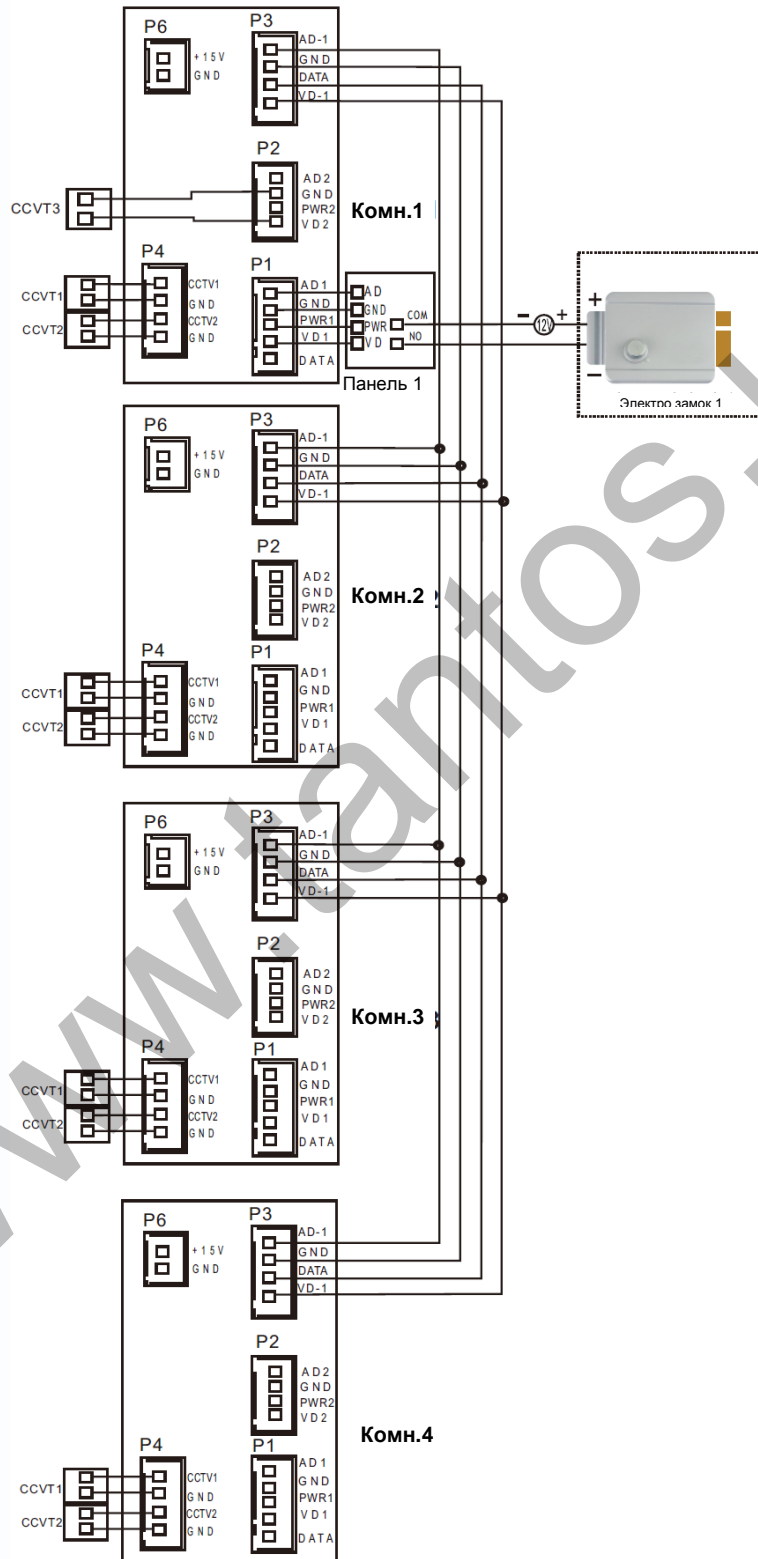 P6
+15V
GND
P3
AD-1
GND
DATA
VD-1
P2
AD2
GND
PWR2
VD2
CCVT3
Комн.1
P4
CCTV1
GND
CCTV2
GND
CCVT1
CCVT2
P1
AD1
GND
PWR1
VD1
DATA
AD
GND
PWR
VD
COM
NO
Панель 1
− 12V +
+
−
Электро замок 1
P6
+15V
GND
P3
AD-1
GND
DATA
VD-1
P2
AD2
GND
PWR2
VD2
Комн.2
P4
CCTV1
GND
CCTV2
GND
CCVT1
CCVT2
P1
AD1
GND
PWR1
VD1
DATA
P6
+15V
GND
P3
AD-1
GND
DATA
VD-1
P2
AD2
GND
PWR2
VD2
Комн.3
P4
CCTV1
GND
CCTV2
GND
CCVT1
CCVT2
P1
AD1
GND
PWR1
VD1
DATA
P6
+15V
GND
P3
AD-1
GND
DATA
VD-1
P2
AD2
GND
PWR2
VD2
Комн.4
P4
CCTV1
GND
CCTV2
GND
CCVT1
CCVT2
P1
AD1
GND
PWR1
VD1
DATA
www.tantos.